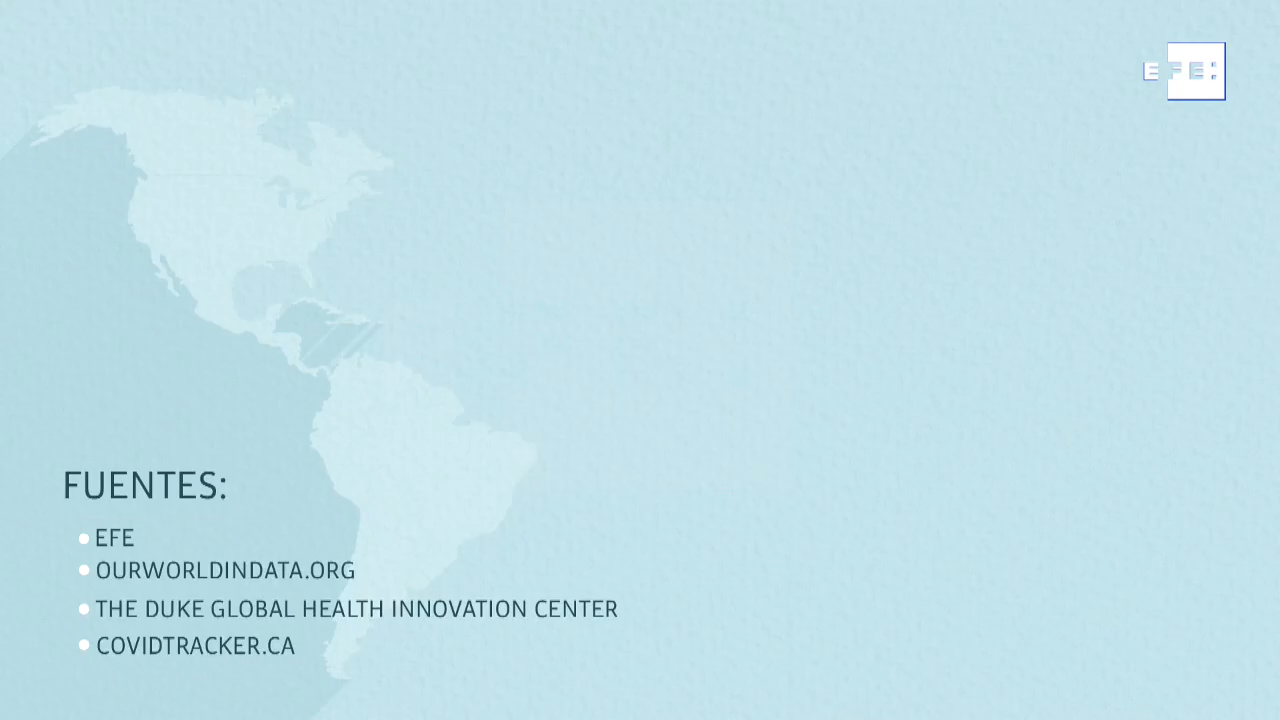 EFE:
FUENTES:
EFE
OURWORLDINDATA.ORG
THE DUKE GLOBAL HEALTH INNOVATION CENTER
COVIDTRACKER.CA